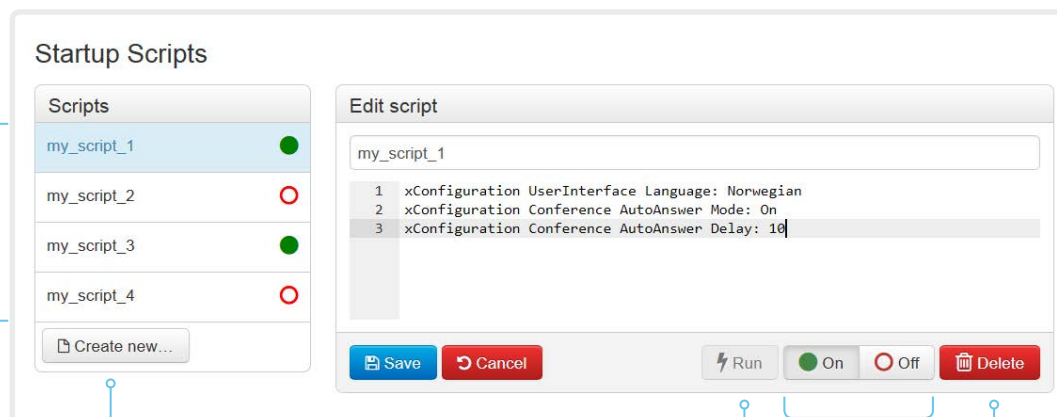 Startup Scripts
Scripts
my_script_1
my_script_2
my_script_3
my_script_4
Create new...
Edit script
my_script_1
1 xConfiguration UserInterface Language: Norwegian
2 xConfiguration Conference AutoAnswer Mode: On
3 xConfiguration Conference AutoAnswer Delay: 10
Save Cancel Run On Off Delete